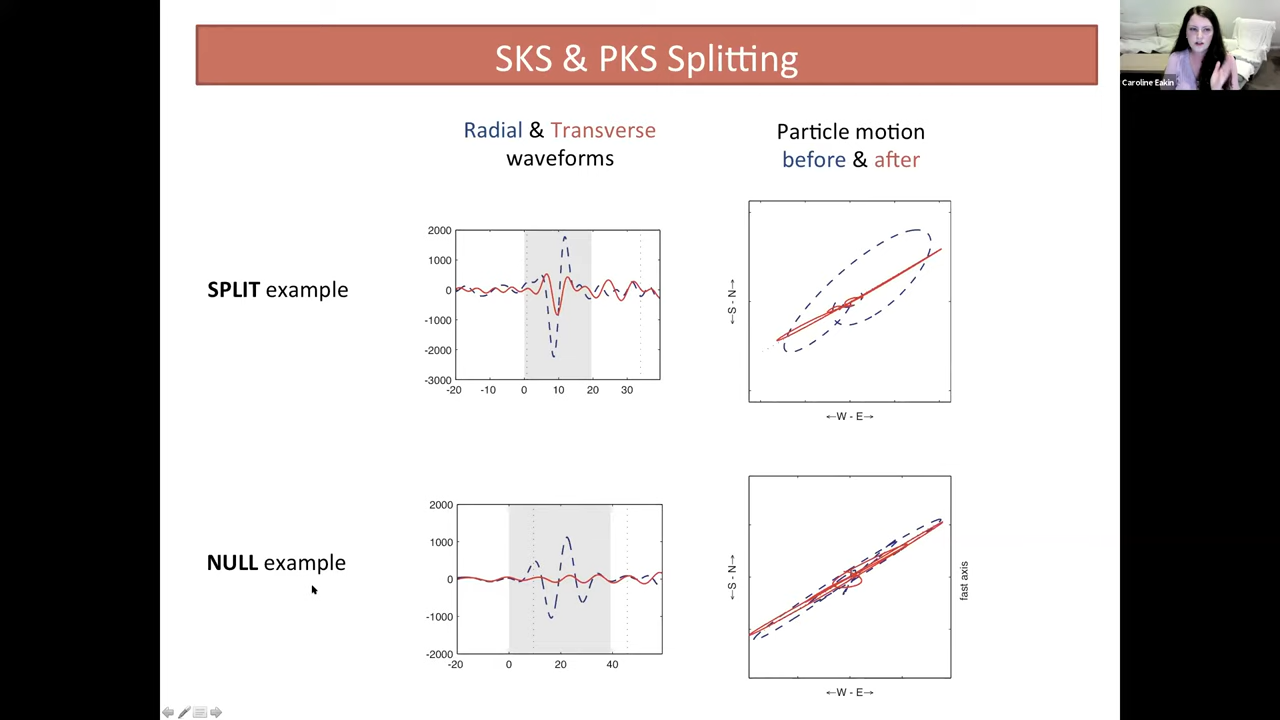 SKS & PKS Splitting
Caroline Eakin
Radial & Transverse
waveforms
Particle motion
before & after
SPLIT example
2000
1000
0
-1000
-2000
-3000
-20 -10 0 10 20 30
←S - N→
←W - E→
NULL example
2000
1000
0
-1000
-2000
-20 0 20 40
←S - N→
fast axis
←W - E→